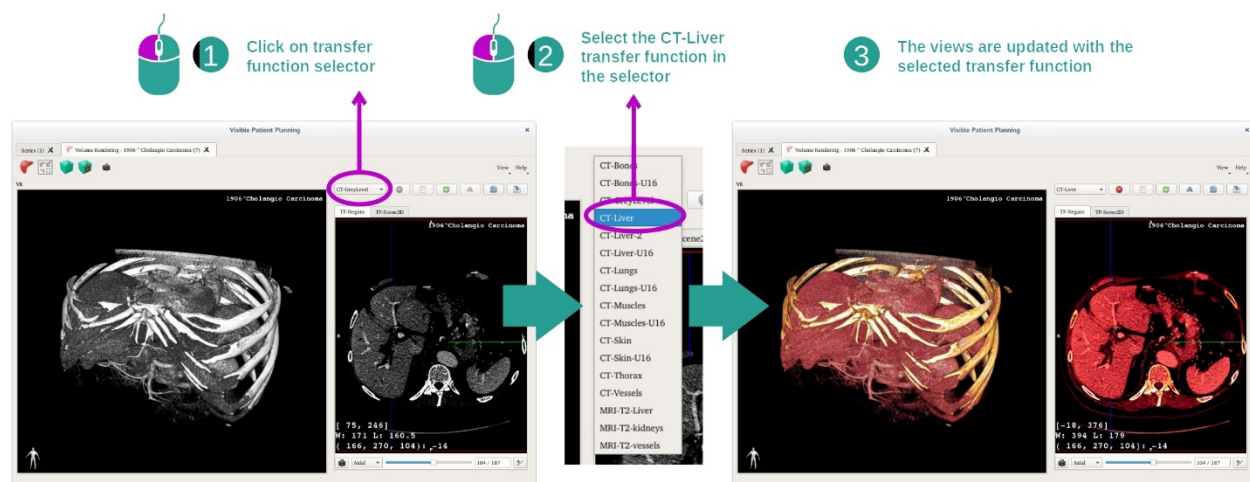 1
Click on transfer
function selector
2
Select the CT-Liver
transfer function in
the selector
3
The views are updated with the
selected transfer function
Visible Patient Planning
Series (1)
Volume Rendering - 1906^Cholangio Carcinoma (7)
View
Help
VR
CT-GreyLevel
1906^Cholangio Carcinoma
TF-Negato
TF-Scene2D
1906^Cholangio Carcinoma
R
[ 75, 246]
W: 171 L: 160.5
( 166, 270, 104): -14
Axial
104 / 187
CT-Bones
CT-Bones-U16
CT-GreyLevel
CT-Liver
CT-Liver-2
CT-Liver-U16
CT-Lungs
CT-Lungs-U16
CT-Muscles
CT-Muscles-U16
CT-Skin
CT-Skin-U16
CT-Thorax
CT-Vessels
MRI-T2-Liver
MRI-T2-kidneys
MRI-T2-vessels
Visible Patient Planning
Series (1)
Volume Rendering - 1906^Cholangio Carcinoma (7)
View
Help
VR
CT-Liver
1906^Cholangio Carcinoma
TF-Negato
TF-Scene2D
1906^Cholangio Carcinoma
R
[-18, 376]
W: 394 L: 179
( 166, 270, 104): -14
Axial
104 / 187